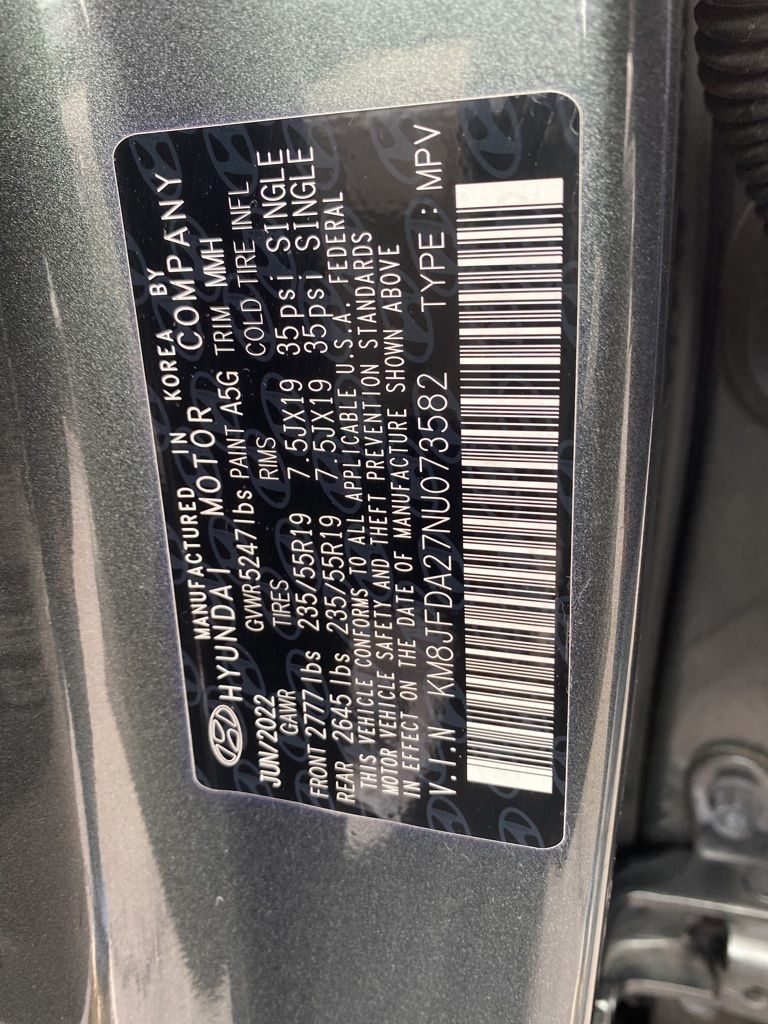 MANUFACTURED IN KOREA BY
HYUNDAI MOTOR COMPANY
JUN/2022 GVWR5247lbs PAINT A5G TRIM MMH
GAWR TIRES RIMS COLD TIRE INFL
FRONT 2777 lbs 235/55R19 7.5JX19 35psi SINGLE
REAR 2645 lbs 235/55R19 7.5JX19 35psi SINGLE
THIS VEHICLE CONFORMS TO ALL APPLICABLE U.S.A. FEDERAL
MOTOR VEHICLE SAFETY AND THEFT PREVENTION STANDARDS
IN EFFECT ON THE DATE OF MANUFACTURE SHOWN ABOVE
V.I.N KM8JFDA27NU073582 TYPE : MPV